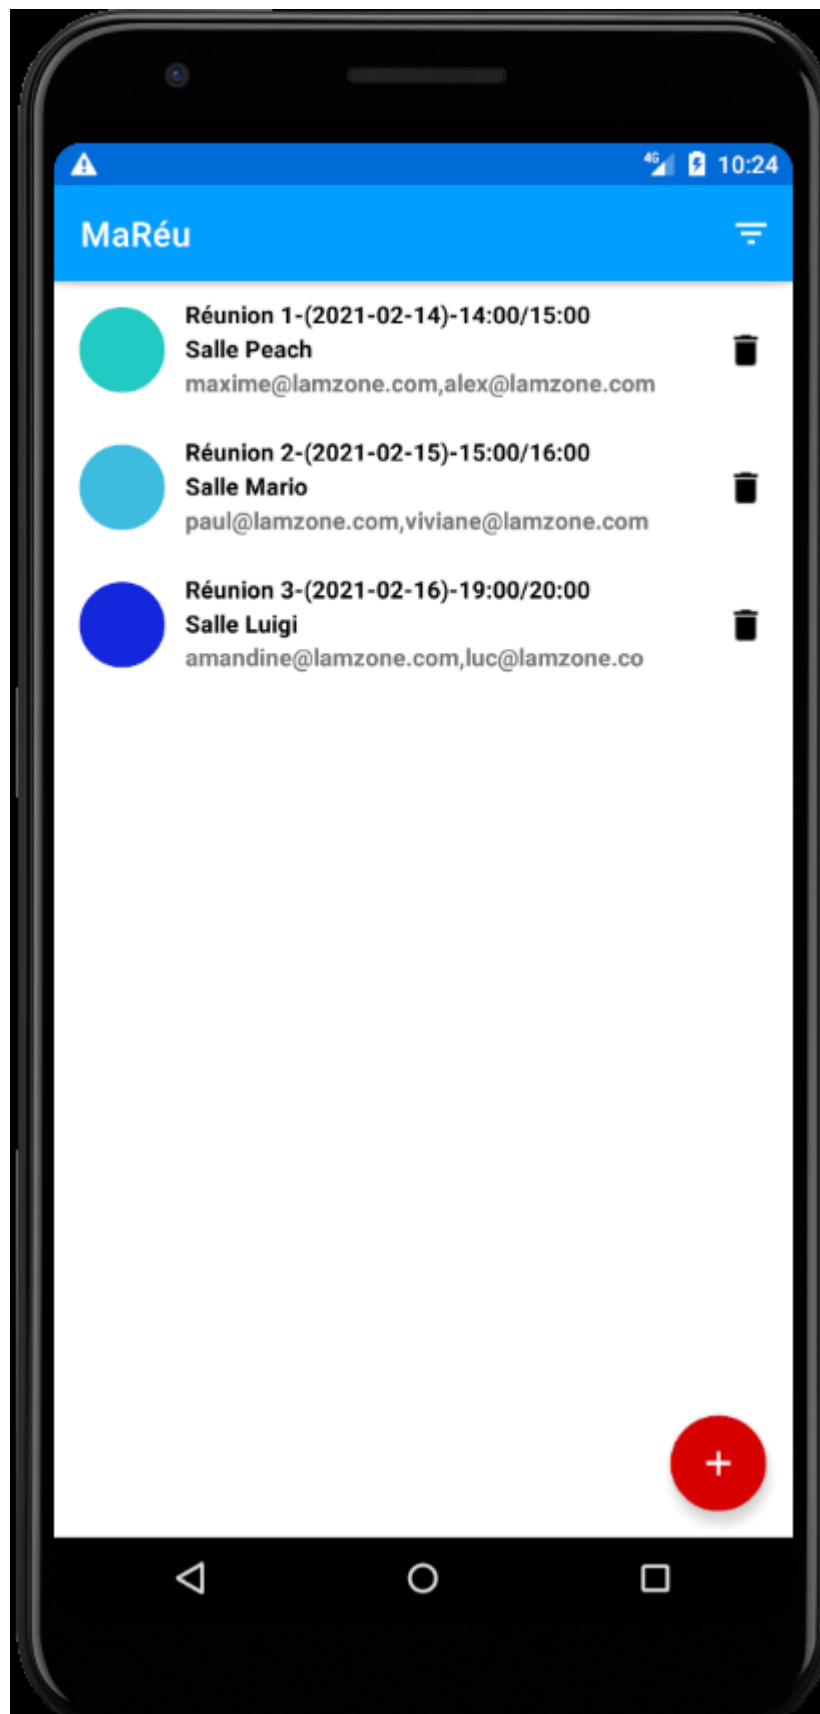 4G 10:24
MaRéu
Réunion 1-(2021-02-14)-14:00/15:00
Salle Peach
maxime@lamzone.com,alex@lamzone.com
Réunion 2-(2021-02-15)-15:00/16:00
Salle Mario
paul@lamzone.com,viviane@lamzone.com
Réunion 3-(2021-02-16)-19:00/20:00
Salle Luigi
amandine@lamzone.com,luc@lamzone.co